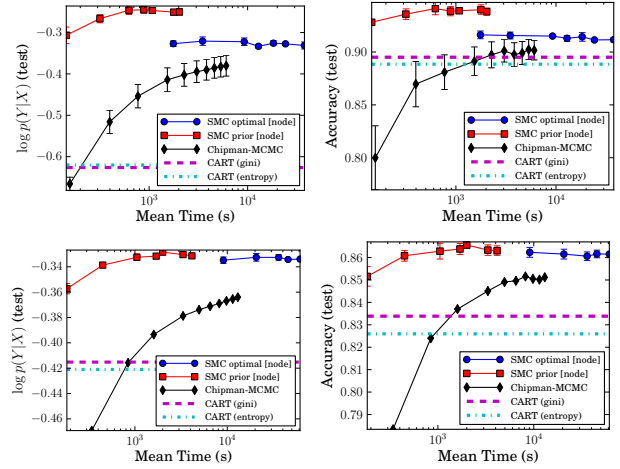 −0.3
−0.4
−0.5
−0.6
log p(Y|X) (test)
10³
10⁴
Mean Time (s)
SMC optimal [node]
SMC prior [node]
Chipman-MCMC
CART (gini)
CART (entropy)
0.90
0.85
0.80
Accuracy (test)
10³
10⁴
Mean Time (s)
SMC optimal [node]
SMC prior [node]
Chipman-MCMC
CART (gini)
CART (entropy)
−0.34
−0.36
−0.38
−0.40
−0.42
−0.44
−0.46
log p(Y|X) (test)
10³
10⁴
Mean Time (s)
SMC optimal [node]
SMC prior [node]
Chipman-MCMC
CART (gini)
CART (entropy)
0.86
0.85
0.84
0.83
0.82
0.81
0.80
0.79
Accuracy (test)
10³
10⁴
Mean Time (s)
SMC optimal [node]
SMC prior [node]
Chipman-MCMC
CART (gini)
CART (entropy)